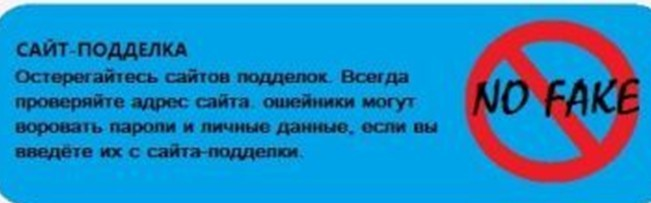 САЙТ-ПОДДЕЛКА
Остерегайтесь сайтов подделок. Всегда
проверяйте адрес сайта. ошейники могут
воровать пароли и личные данные, если вы
введёте их с сайта-подделки.
NO FAKE